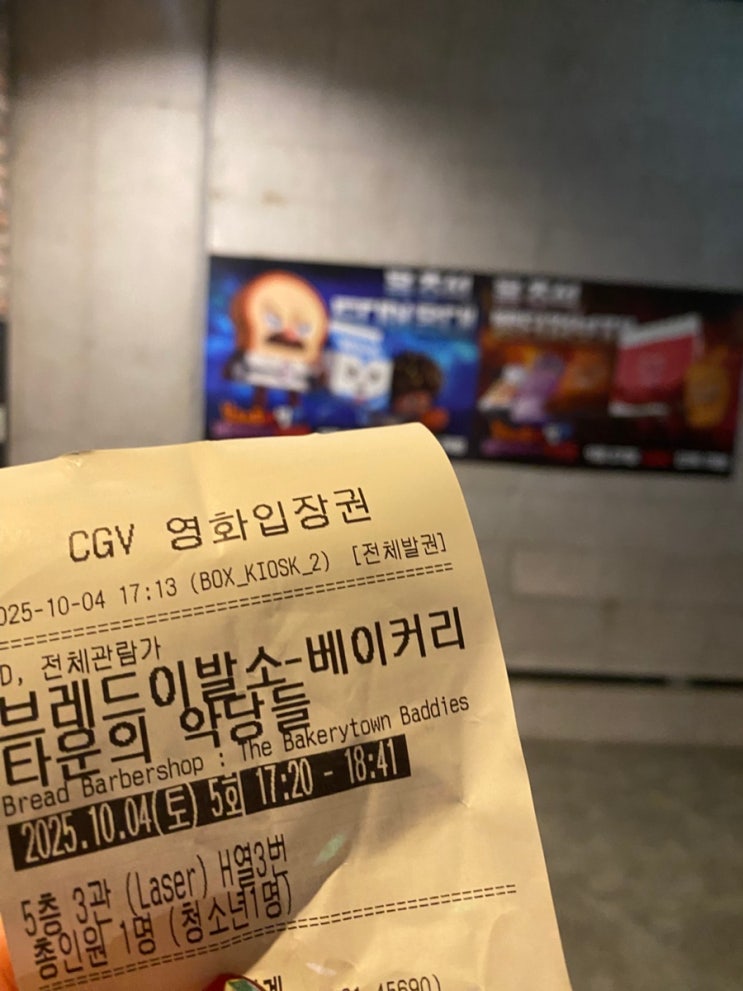 CGV 영화입장권
025-10-04 17:13 (BOX_KIOSK_2) [전체발권]
D, 전체관람가
브레드이발소-베이커리
타운의 악당들
Bread Barbershop : The Bakerytown Baddies
2025.10.04(토) 5회 17:20 - 18:41
5층 3관 (Laser) H열3번
총인원 1명 (청소년1명)
45690)